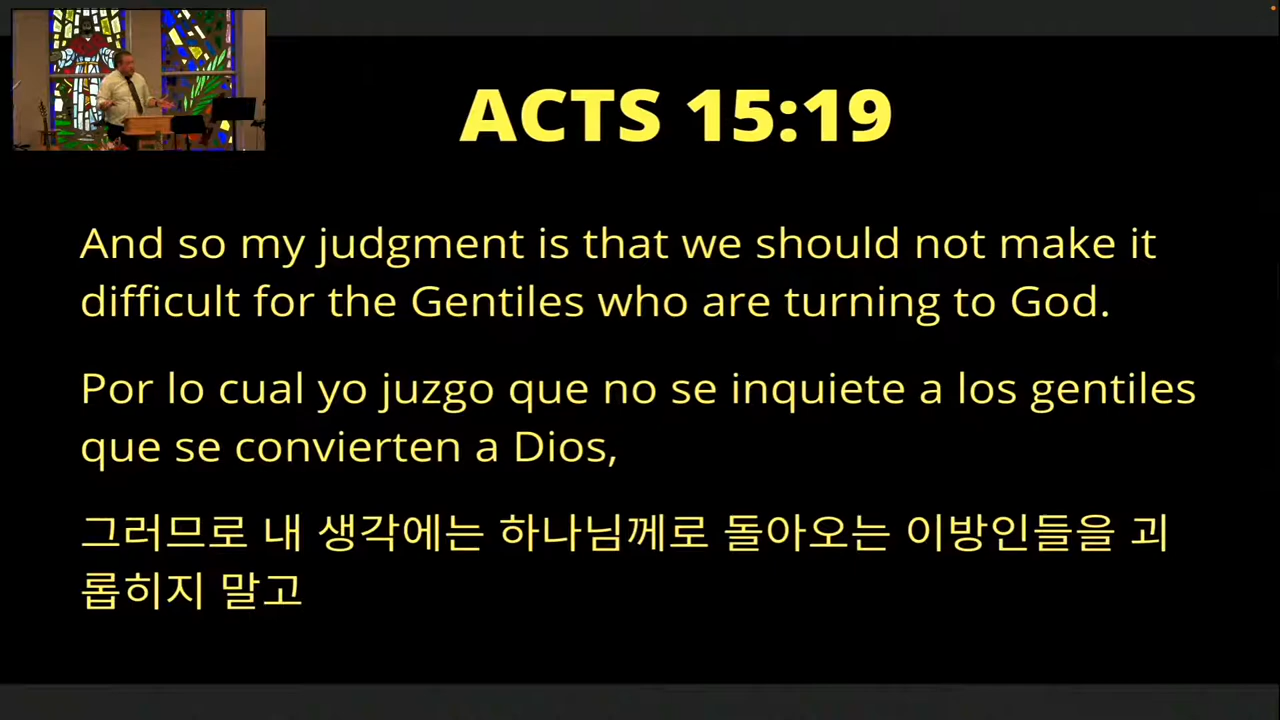 ACTS 15:19
And so my judgment is that we should not make it
difficult for the Gentiles who are turning to God.
Por lo cual yo juzgo que no se inquiete a los gentiles
que se convierten a Dios,
그러므로 내 생각에는 하나님께로 돌아오는 이방인들을 괴
롭히지 말고